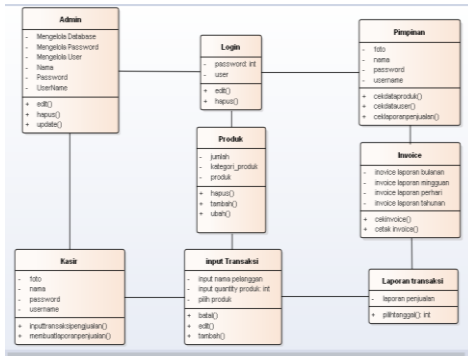 Admin
- Mengelola Database
- Mengelola Password
- Mengelola User
- Nama
- Password
- UserName
+ edit()
+ hapus()
+ update()
Login
- password: int
- user
+ edit()
+ hapus()
Pimpinan
- foto
- nama
- password
- username
+ cekdataproduk()
+ cekdatauser()
+ ceklaporanpenjualan()
Produk
- jumlah
- kategori_produk
- produk
+ hapus()
+ tambah()
+ ubah()
Invoice
- inovice laporan bulanan
- invoice laporan mingguan
- invoice laporan perhari
- invoice laporan tahunan
+ cekinvoice()
+ cetak invoice()
Kasir
- foto
- nama
- password
- username
+ inputtransaksipengjualan()
+ membuatlaporanpenjualan()
input Transaksi
- input nama pelanggan
- input quantity produk: int
- pilih produk
+ batal()
+ edit()
+ tambah()
Laporan transaksi
- laporan penjualan
+ pilihtanggal(): int